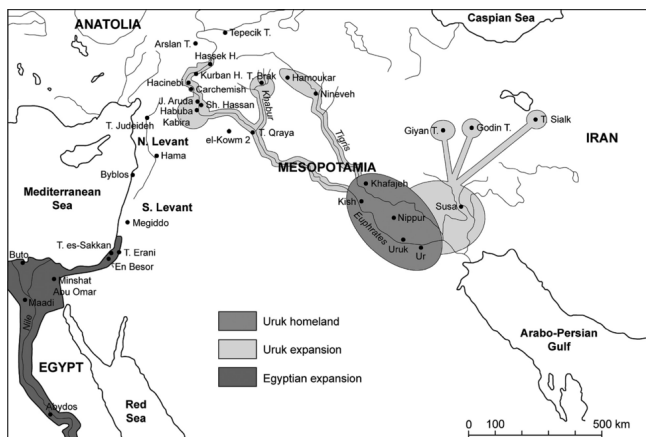 Caspian Sea
ANATOLIA
Tepecik T.
Arslan T.
Hassek H.
Kurban H.
T. Brak
Hamoukar
Hacinebi
Carchemish
Nineveh
Khabur
J. Aruda
Sh. Hassan
Habuba
Kabira
T. Judeideh
el-Kowm 2
T. Qraya
Tigris
Giyan T.
Godin T.
T. Sialk
IRAN
N. Levant
Hama
MESOPOTAMIA
Byblos
Khafajeh
Mediterranean
Sea
Kish
Susa
S. Levant
Nippur
Megiddo
Euphrates
Uruk
Ur
T. es-Sakkan
T. Erani
Buto
En Besor
Minshat
Abu Omar
Maadi
Nile
Uruk homeland
Uruk expansion
Egyptian expansion
Arabo-Persian
Gulf
EGYPT
Abydos
Red
Sea
0 100 500 km